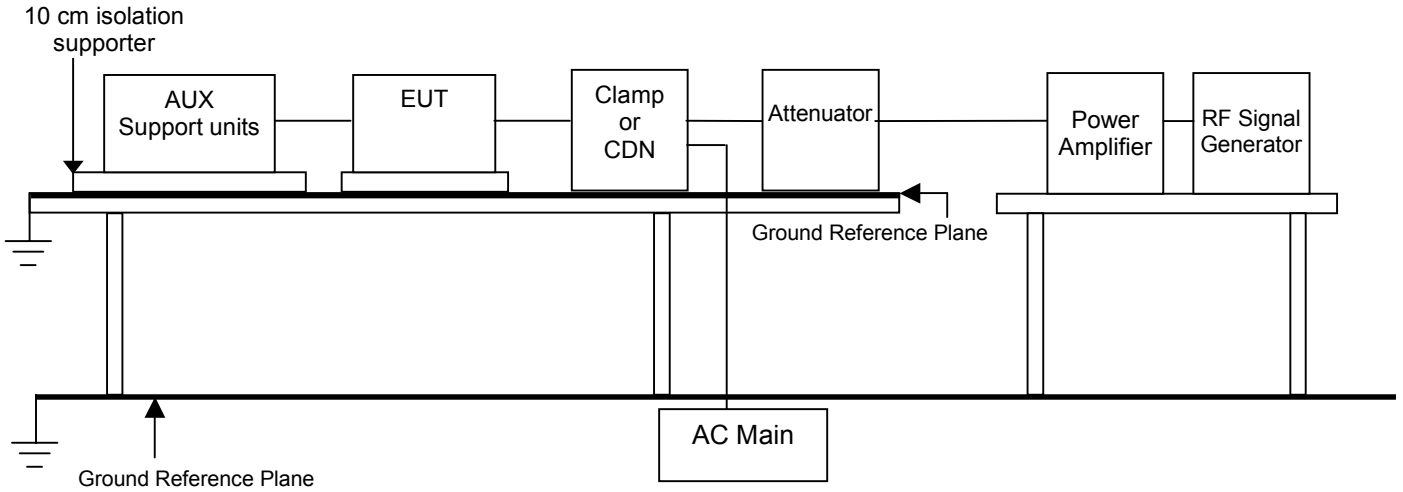 10 cm isolation
supporter
AUX
Support units
EUT
Clamp
or
CDN
Attenuator
Power
Amplifier
RF Signal
Generator
Ground Reference Plane
AC Main
Ground Reference Plane